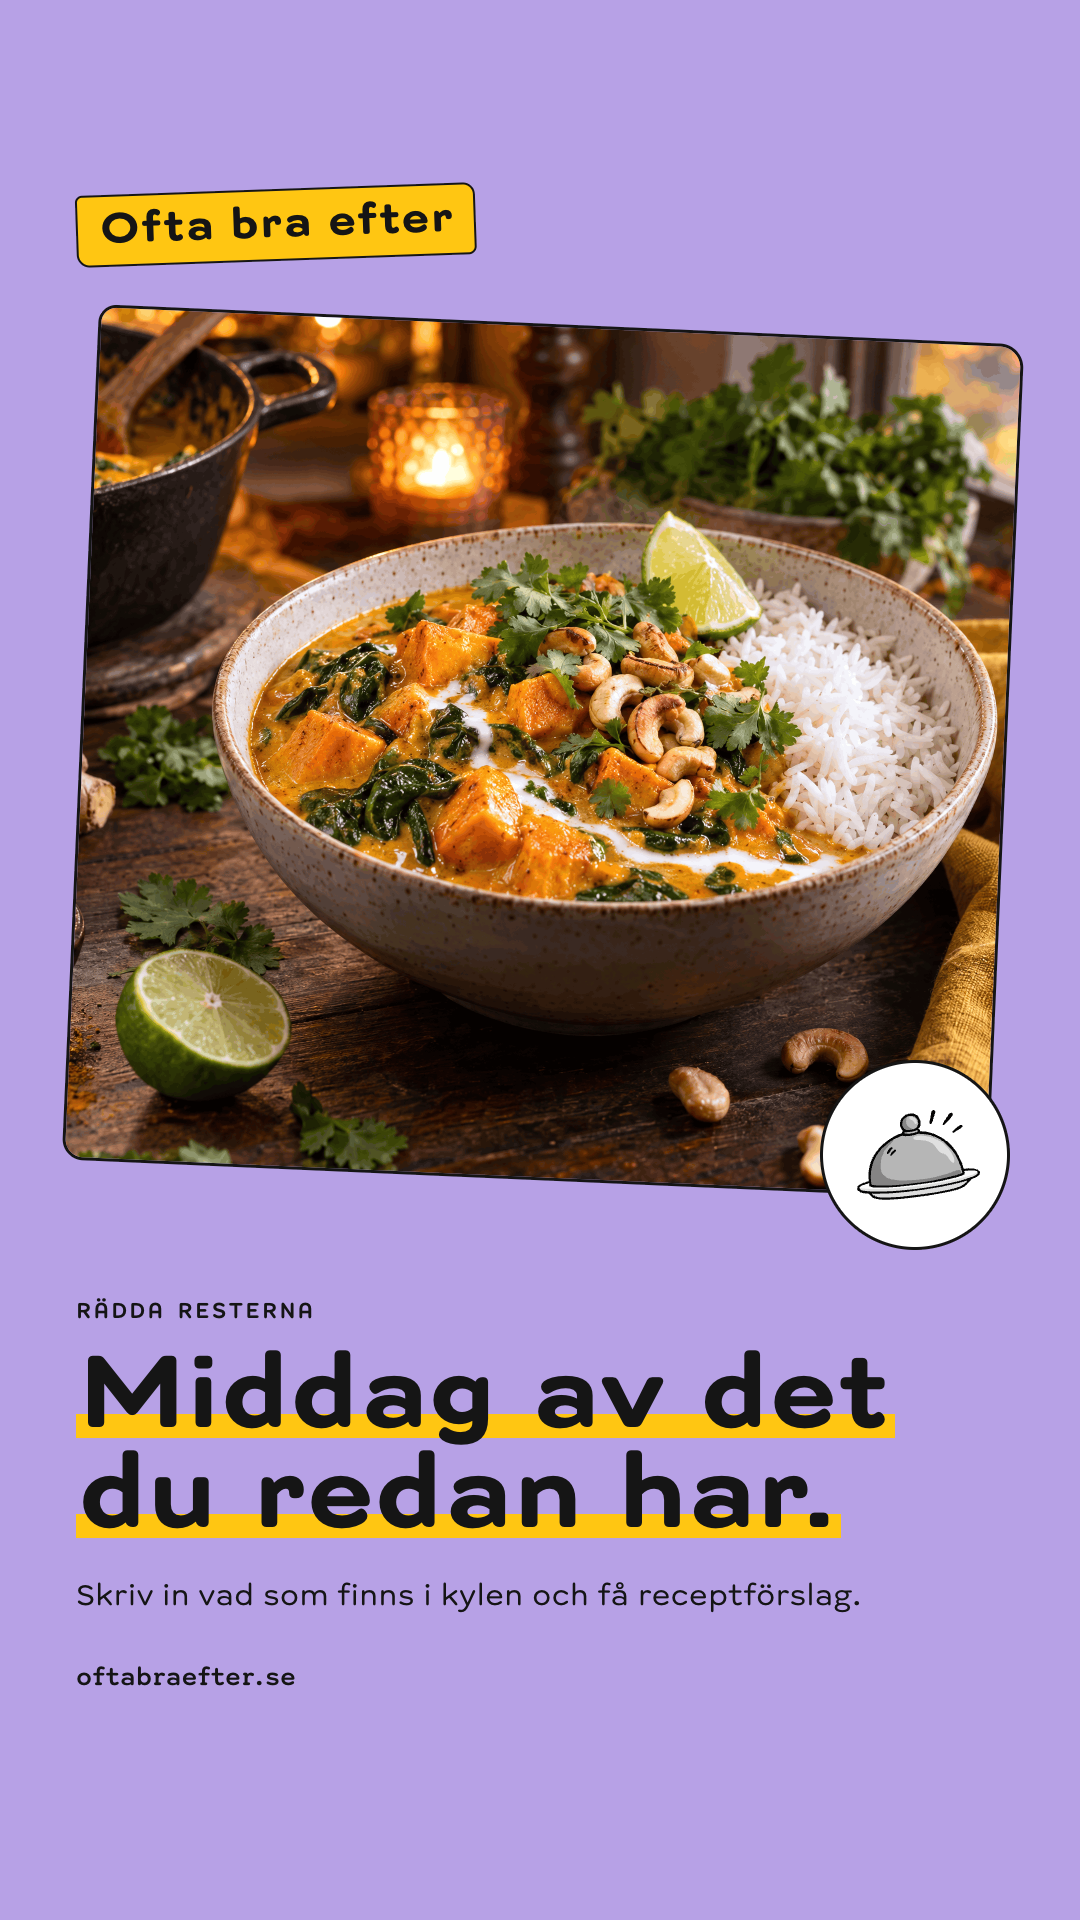 Ofta bra efter
RÄDDA RESTERNA
Middag av det
du redan har.
Skriv in vad som finns i kylen och få receptförslag.
oftabraefter.se